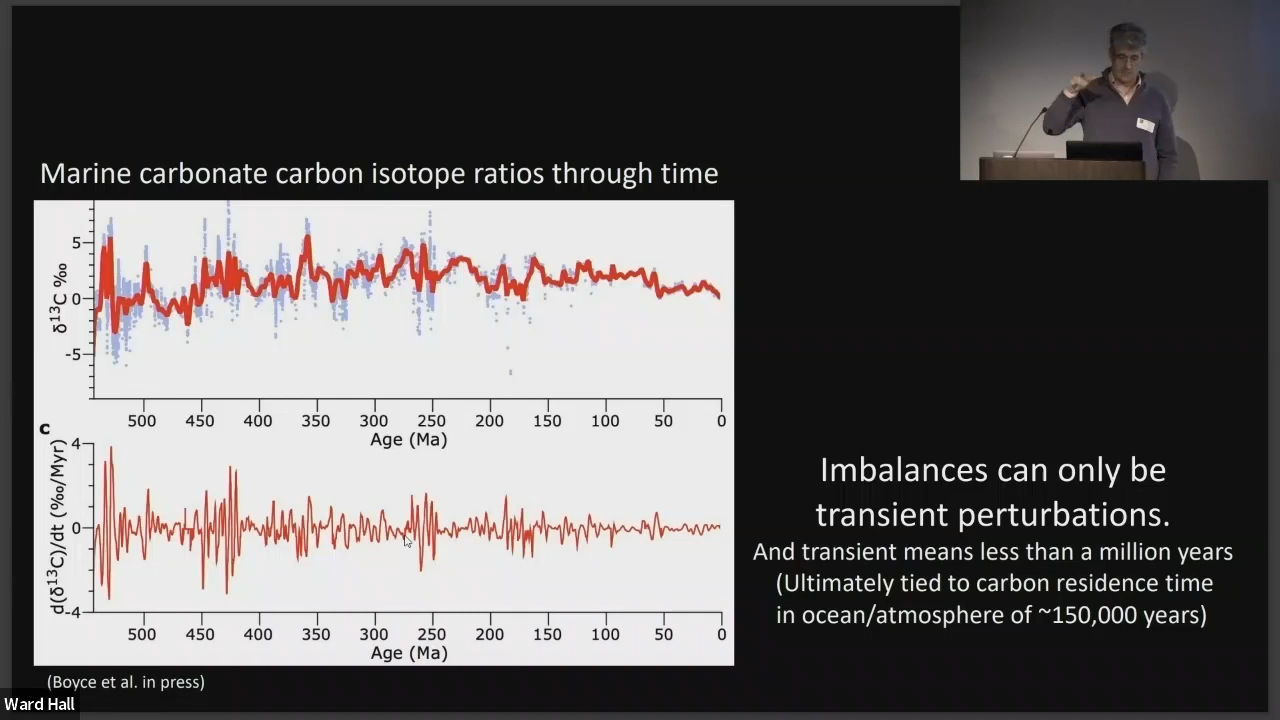 Marine carbonate carbon isotope ratios through time
5
0
-5
δ¹³C ‰
500 450 400 350 300 250 200 150 100 50 0
Age (Ma)
c
4
0
-4
d(δ¹³C)/dt (‰/Myr)
500 450 400 350 300 250 200 150 100 50 0
Age (Ma)
(Boyce et al. in press)
Imbalances can only be
transient perturbations.
And transient means less than a million years
(Ultimately tied to carbon residence time
in ocean/atmosphere of ~150,000 years)
Ward Hall